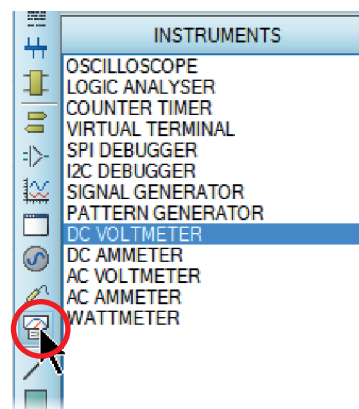 INSTRUMENTS
OSCILLOSCOPE
LOGIC ANALYSER
COUNTER TIMER
VIRTUAL TERMINAL
SPI DEBUGGER
I2C DEBUGGER
SIGNAL GENERATOR
PATTERN GENERATOR
DC VOLTMETER
DC AMMETER
AC VOLTMETER
AC AMMETER
WATTMETER